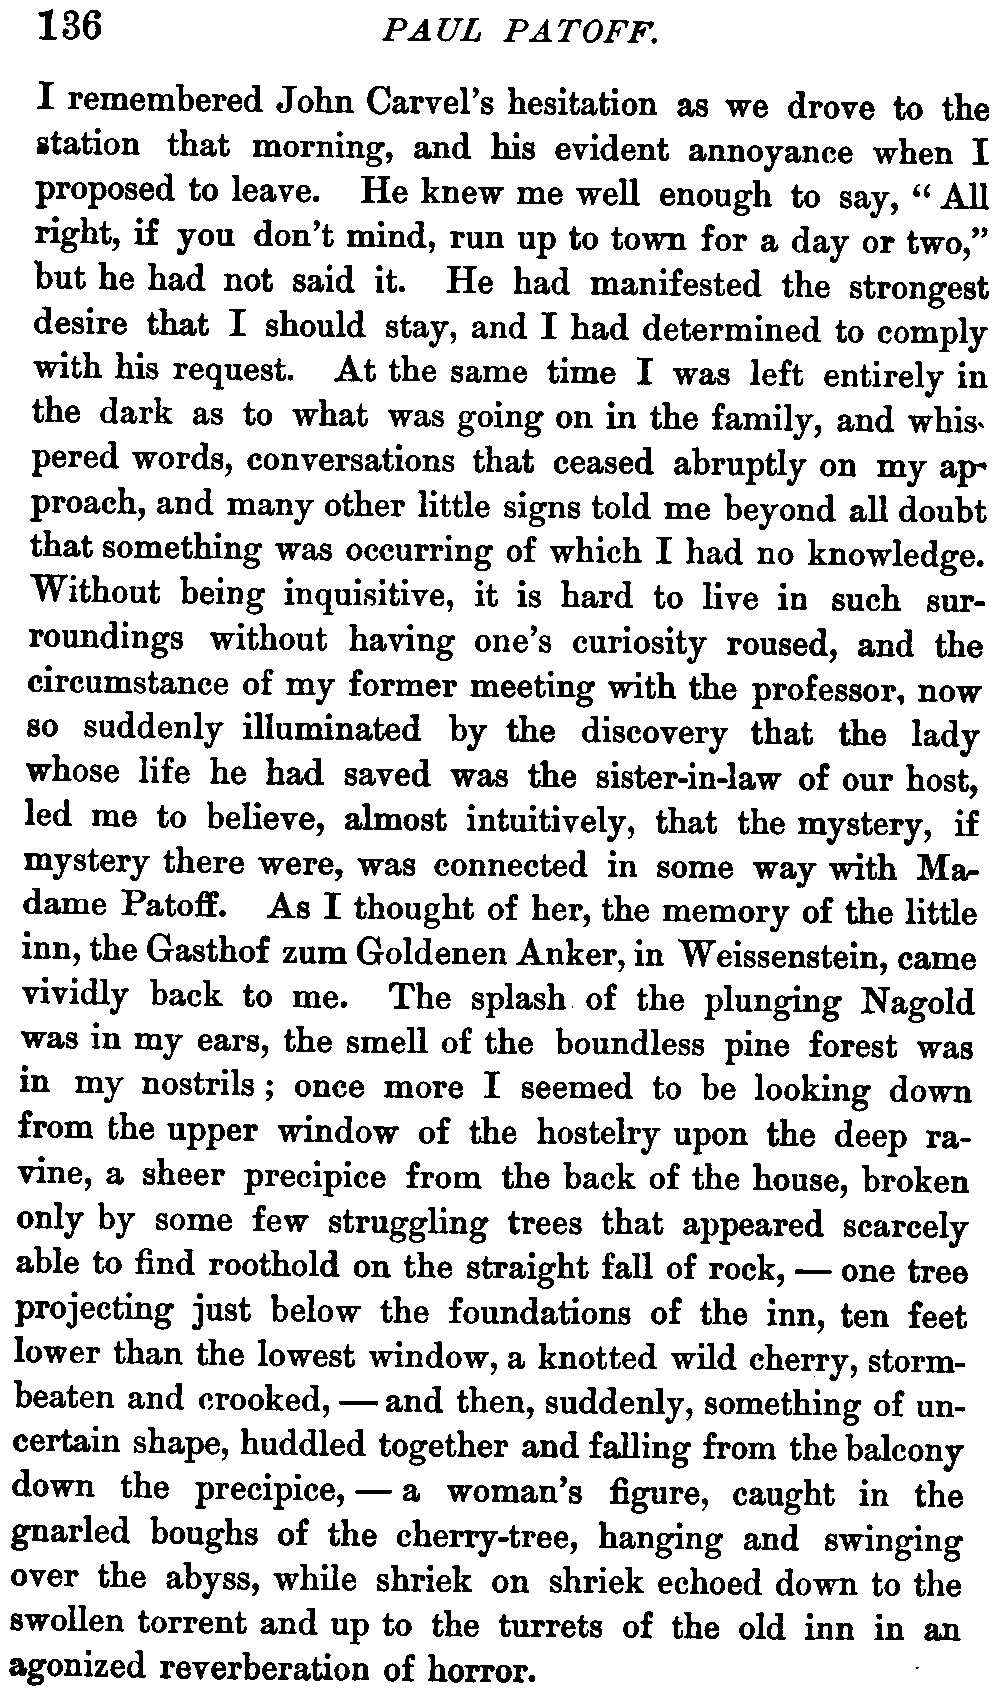 136 PAUL PATOFF.
I remembered John Carvel's hesitation as we drove to the
station that morning, and his evident annoyance when I
proposed to leave. He knew me well enough to say, “ All
right, if you don't mind, run up to town for a day or two,”
but he had not said it. He had manifested the strongest
desire that I should stay, and I had determined to comply
with his request. At the same time I was left entirely in
the dark as to what was going on in the family, and whis-
pered words, conversations that ceased abruptly on my ap-
proach, and many other little signs told me beyond all doubt
that something was occurring of which I had no knowledge.
Without being inquisitive, it is hard to live in such sur-
roundings without having one's curiosity roused, and the
circumstance of my former meeting with the professor, now
so suddenly illuminated by the discovery that the lady
whose life he had saved was the sister-in-law of our host,
led me to believe, almost intuitively, that the mystery, if
mystery there were, was connected in some way with Ma-
dame Patoff. As I thought of her, the memory of the little
inn, the Gasthof zum Goldenen Anker, in Weissenstein, came
vividly back to me. The splash of the plunging Nagold
was in my ears, the smell of the boundless pine forest was
in my nostrils ; once more I seemed to be looking down
from the upper window of the hostelry upon the deep ra-
vine, a sheer precipice from the back of the house, broken
only by some few struggling trees that appeared scarcely
able to find roothold on the straight fall of rock, — one tree
projecting just below the foundations of the inn, ten feet
lower than the lowest window, a knotted wild cherry, storm-
beaten and crooked, — and then, suddenly, something of un-
certain shape, huddled together and falling from the balcony
down the precipice, — a woman's figure, caught in the
gnarled boughs of the cherry-tree, hanging and swinging
over the abyss, while shriek on shriek echoed down to the
swollen torrent and up to the turrets of the old inn in an
agonized reverberation of horror.